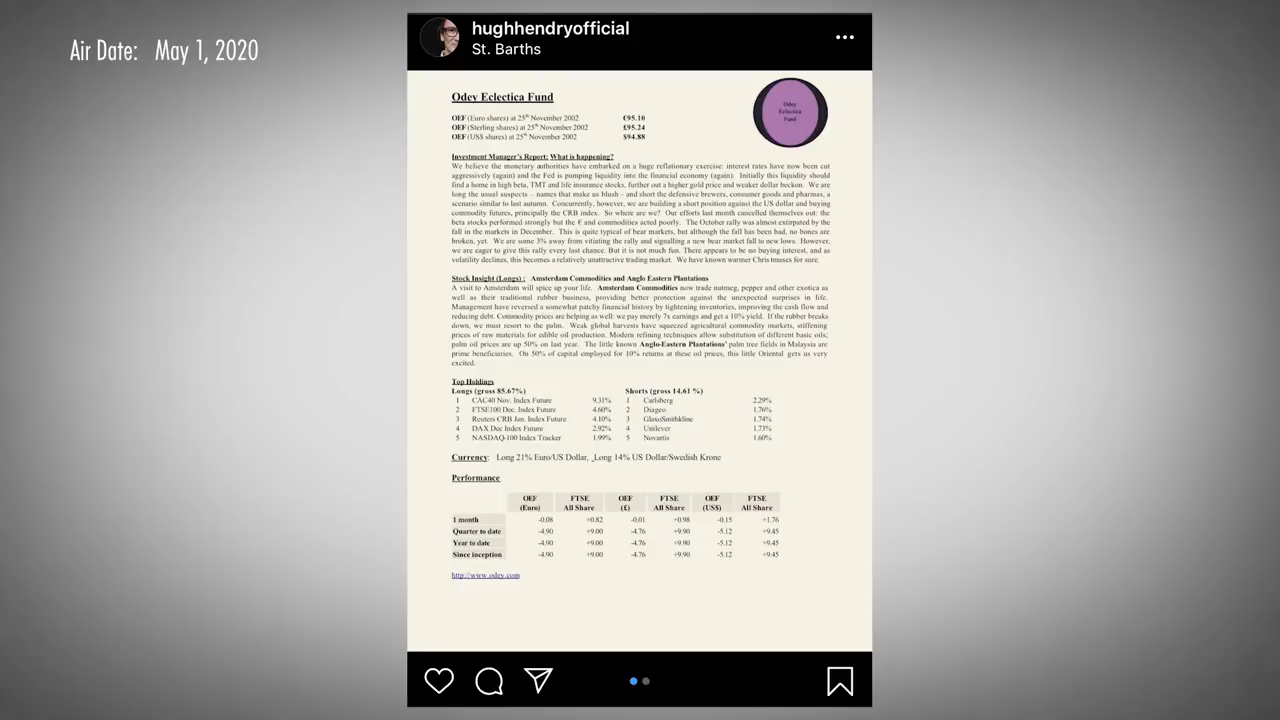 Air Date: May 1, 2020
hughhendryofficial
St. Barths
Odey Eclectica Fund
Odey
Eclectica
Fund
OEF (Euro shares) at 25th November 2002 €95.10
OEF (Sterling shares) at 25th November 2002 £95.24
OEF (US$ shares) at 25th November 2002 $94.88
Investment Manager's Report: What is happening?
We believe the monetary authorities have embarked on a huge reflationary exercise: interest rates have now been cut
aggressively (again) and the Fed is pumping liquidity into the financial economy (again). Initially this liquidity should
find a home in high beta, TMT and life insurance stocks, further out a higher gold price and weaker dollar beckon. We are
long the usual suspects – names that make us blush – and short the defensive brewers, consumer goods and pharmas, a
scenario similar to last autumn. Concurrently, however, we are building a short position against the US dollar and buying
commodity futures, principally the CRB index. So where are we? Our efforts last month cancelled themselves out: the
beta stocks performed strongly but the € and commodities acted poorly. The October rally was almost extirpated by the
fall in the markets in December. This is quite typical of bear markets, but although the fall has been bad, no bones are
broken, yet. We are some 3% away from vitiating the rally and signalling a new bear market fall to new lows. However,
we are eager to give this rally every last chance. But it is not much fun. There appears to be no buying interest, and as
volatility declines, this becomes a relatively unattractive trading market. We have known warmer Christmases for sure.
Stock Insight (Longs) : Amsterdam Commodities and Anglo Eastern Plantations
A visit to Amsterdam will spice up your life. Amsterdam Commodities now trade nutmeg, pepper and other exotica as
well as their traditional rubber business, providing better protection against the unexpected surprises in life.
Management have reversed a somewhat patchy financial history by tightening inventories, improving the cash flow and
reducing debt. Commodity prices are helping as well: we pay merely 7x earnings and get a 10% yield. If the rubber breaks
down, we must resort to the palm. Weak global harvests have squeezed agricultural commodity markets, stiffening
prices of raw materials for edible oil production. Modern refining techniques allow substitution of different basic oils;
palm oil prices are up 50% on last year. The little known Anglo-Eastern Plantations' palm tree fields in Malaysia are
prime beneficiaries. On 50% of capital employed for 10% returns at these oil prices, this little Oriental gets us very
excited.
Top Holdings
Longs (gross 85.67%) Shorts (gross 14.61 %)
1 CAC40 Nov. Index Future 9.31% 1 Carlsberg 2.29%
2 FTSE100 Dec. Index Future 4.60% 2 Diageo 1.76%
3 Reuters CRB Jan. Index Future 4.10% 3 GlaxoSmithkline 1.74%
4 DAX Dec Index Future 2.92% 4 Unilever 1.73%
5 NASDAQ-100 Index Tracker 1.99% 5 Novartis 1.60%
Currency: Long 21% Euro/US Dollar, Long 14% US Dollar/Swedish Krone
Performance
OEF FTSE OEF FTSE OEF FTSE
(Euro) All Share (£) All Share (US$) All Share
1 month -0.08 +0.82 -0.01 +0.98 -0.15 +1.76
Quarter to date -4.90 +9.00 -4.76 +9.90 -5.12 +9.45
Year to date -4.90 +9.00 -4.76 +9.90 -5.12 +9.45
Since inception -4.90 +9.00 -4.76 +9.90 -5.12 +9.45
http://www.odey.com